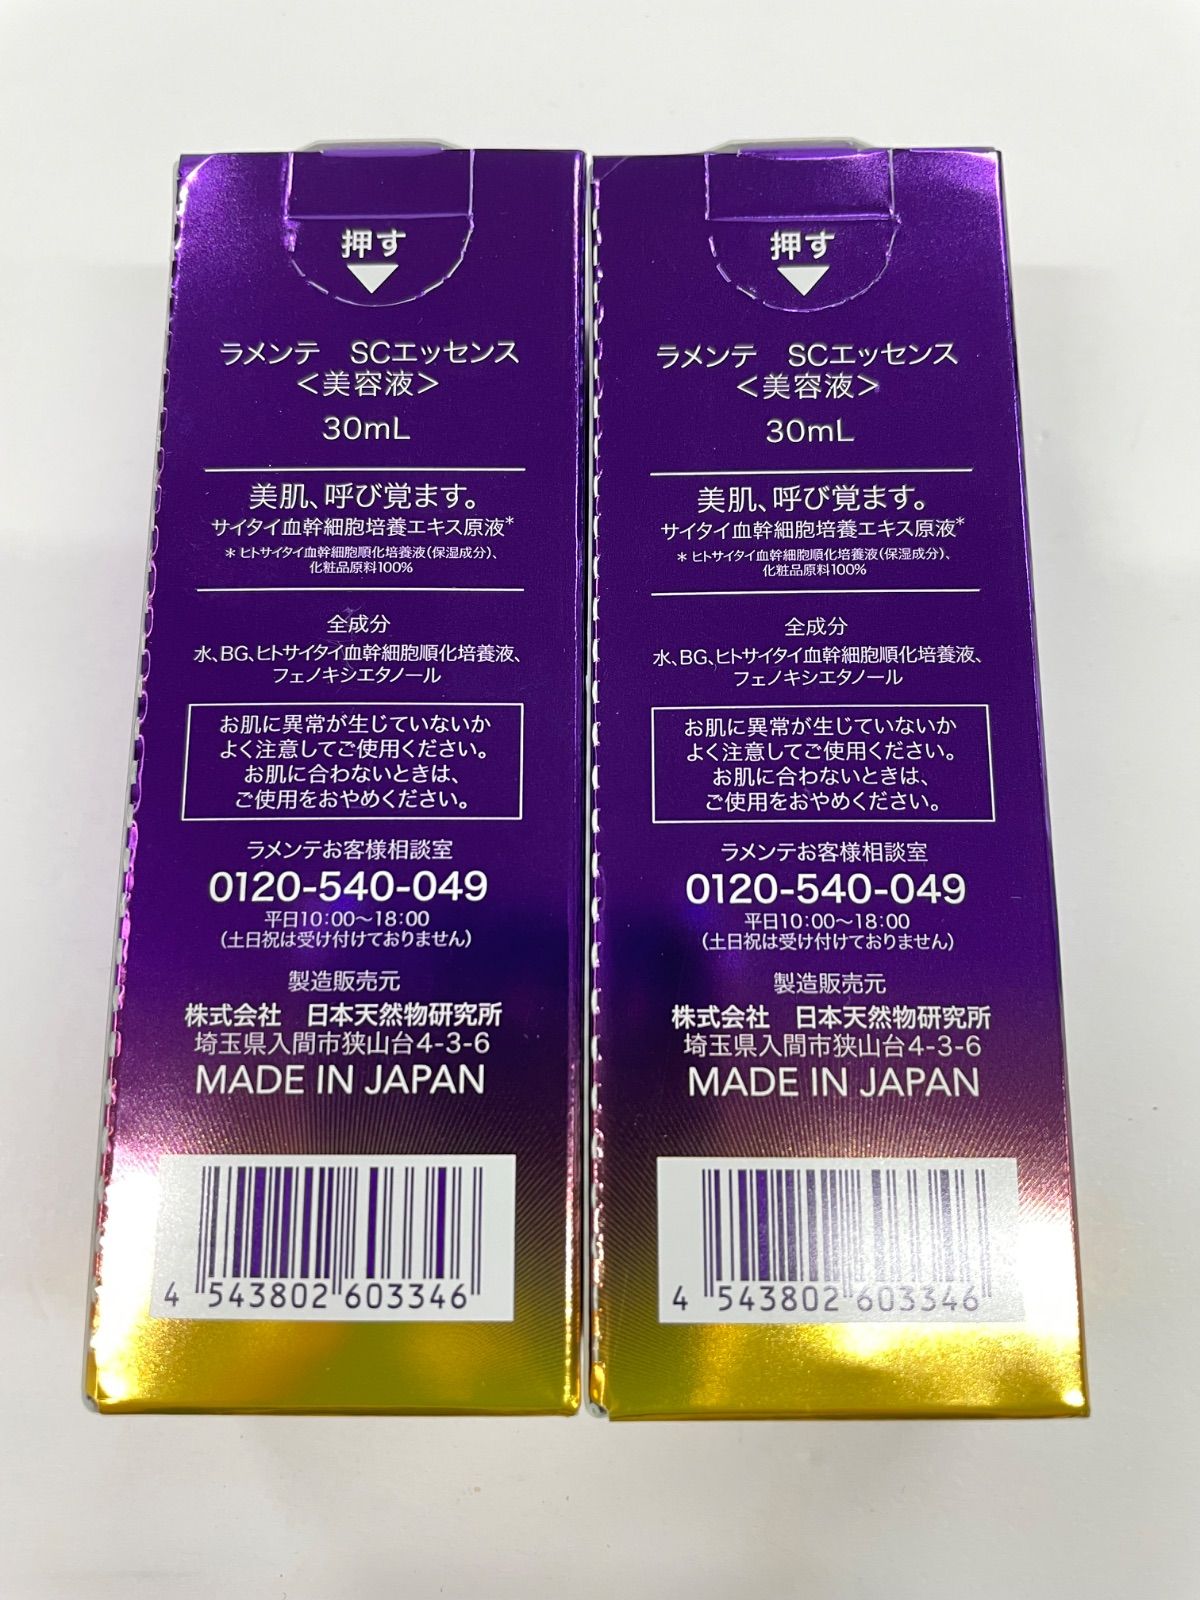 押す
ラメンテ　SCエッセンス
＜美容液＞
30mL
美肌、呼び覚ます。
サイタイ血幹細胞培養エキス原液*
＊ヒトサイタイ血幹細胞順化培養液(保湿成分)、
化粧品原料100%
全成分
水、BG、ヒトサイタイ血幹細胞順化培養液、
フェノキシエタノール
お肌に異常が生じていないか
よく注意してご使用ください。
お肌に合わないときは、
ご使用をおやめください。
ラメンテお客様相談室
0120-540-049
平日10:00〜18:00
(土日祝は受け付けておりません)
製造販売元
株式会社　日本天然物研究所
埼玉県入間市狭山台4-3-6
MADE IN JAPAN
4 543802 603346
押す
ラメンテ　SCエッセンス
＜美容液＞
30mL
美肌、呼び覚ます。
サイタイ血幹細胞培養エキス原液*
＊ヒトサイタイ血幹細胞順化培養液(保湿成分)、
化粧品原料100%
全成分
水、BG、ヒトサイタイ血幹細胞順化培養液、
フェノキシエタノール
お肌に異常が生じていないか
よく注意してご使用ください。
お肌に合わないときは、
ご使用をおやめください。
ラメンテお客様相談室
0120-540-049
平日10:00〜18:00
(土日祝は受け付けておりません)
製造販売元
株式会社　日本天然物研究所
埼玉県入間市狭山台4-3-6
MADE IN JAPAN
4 543802 603346